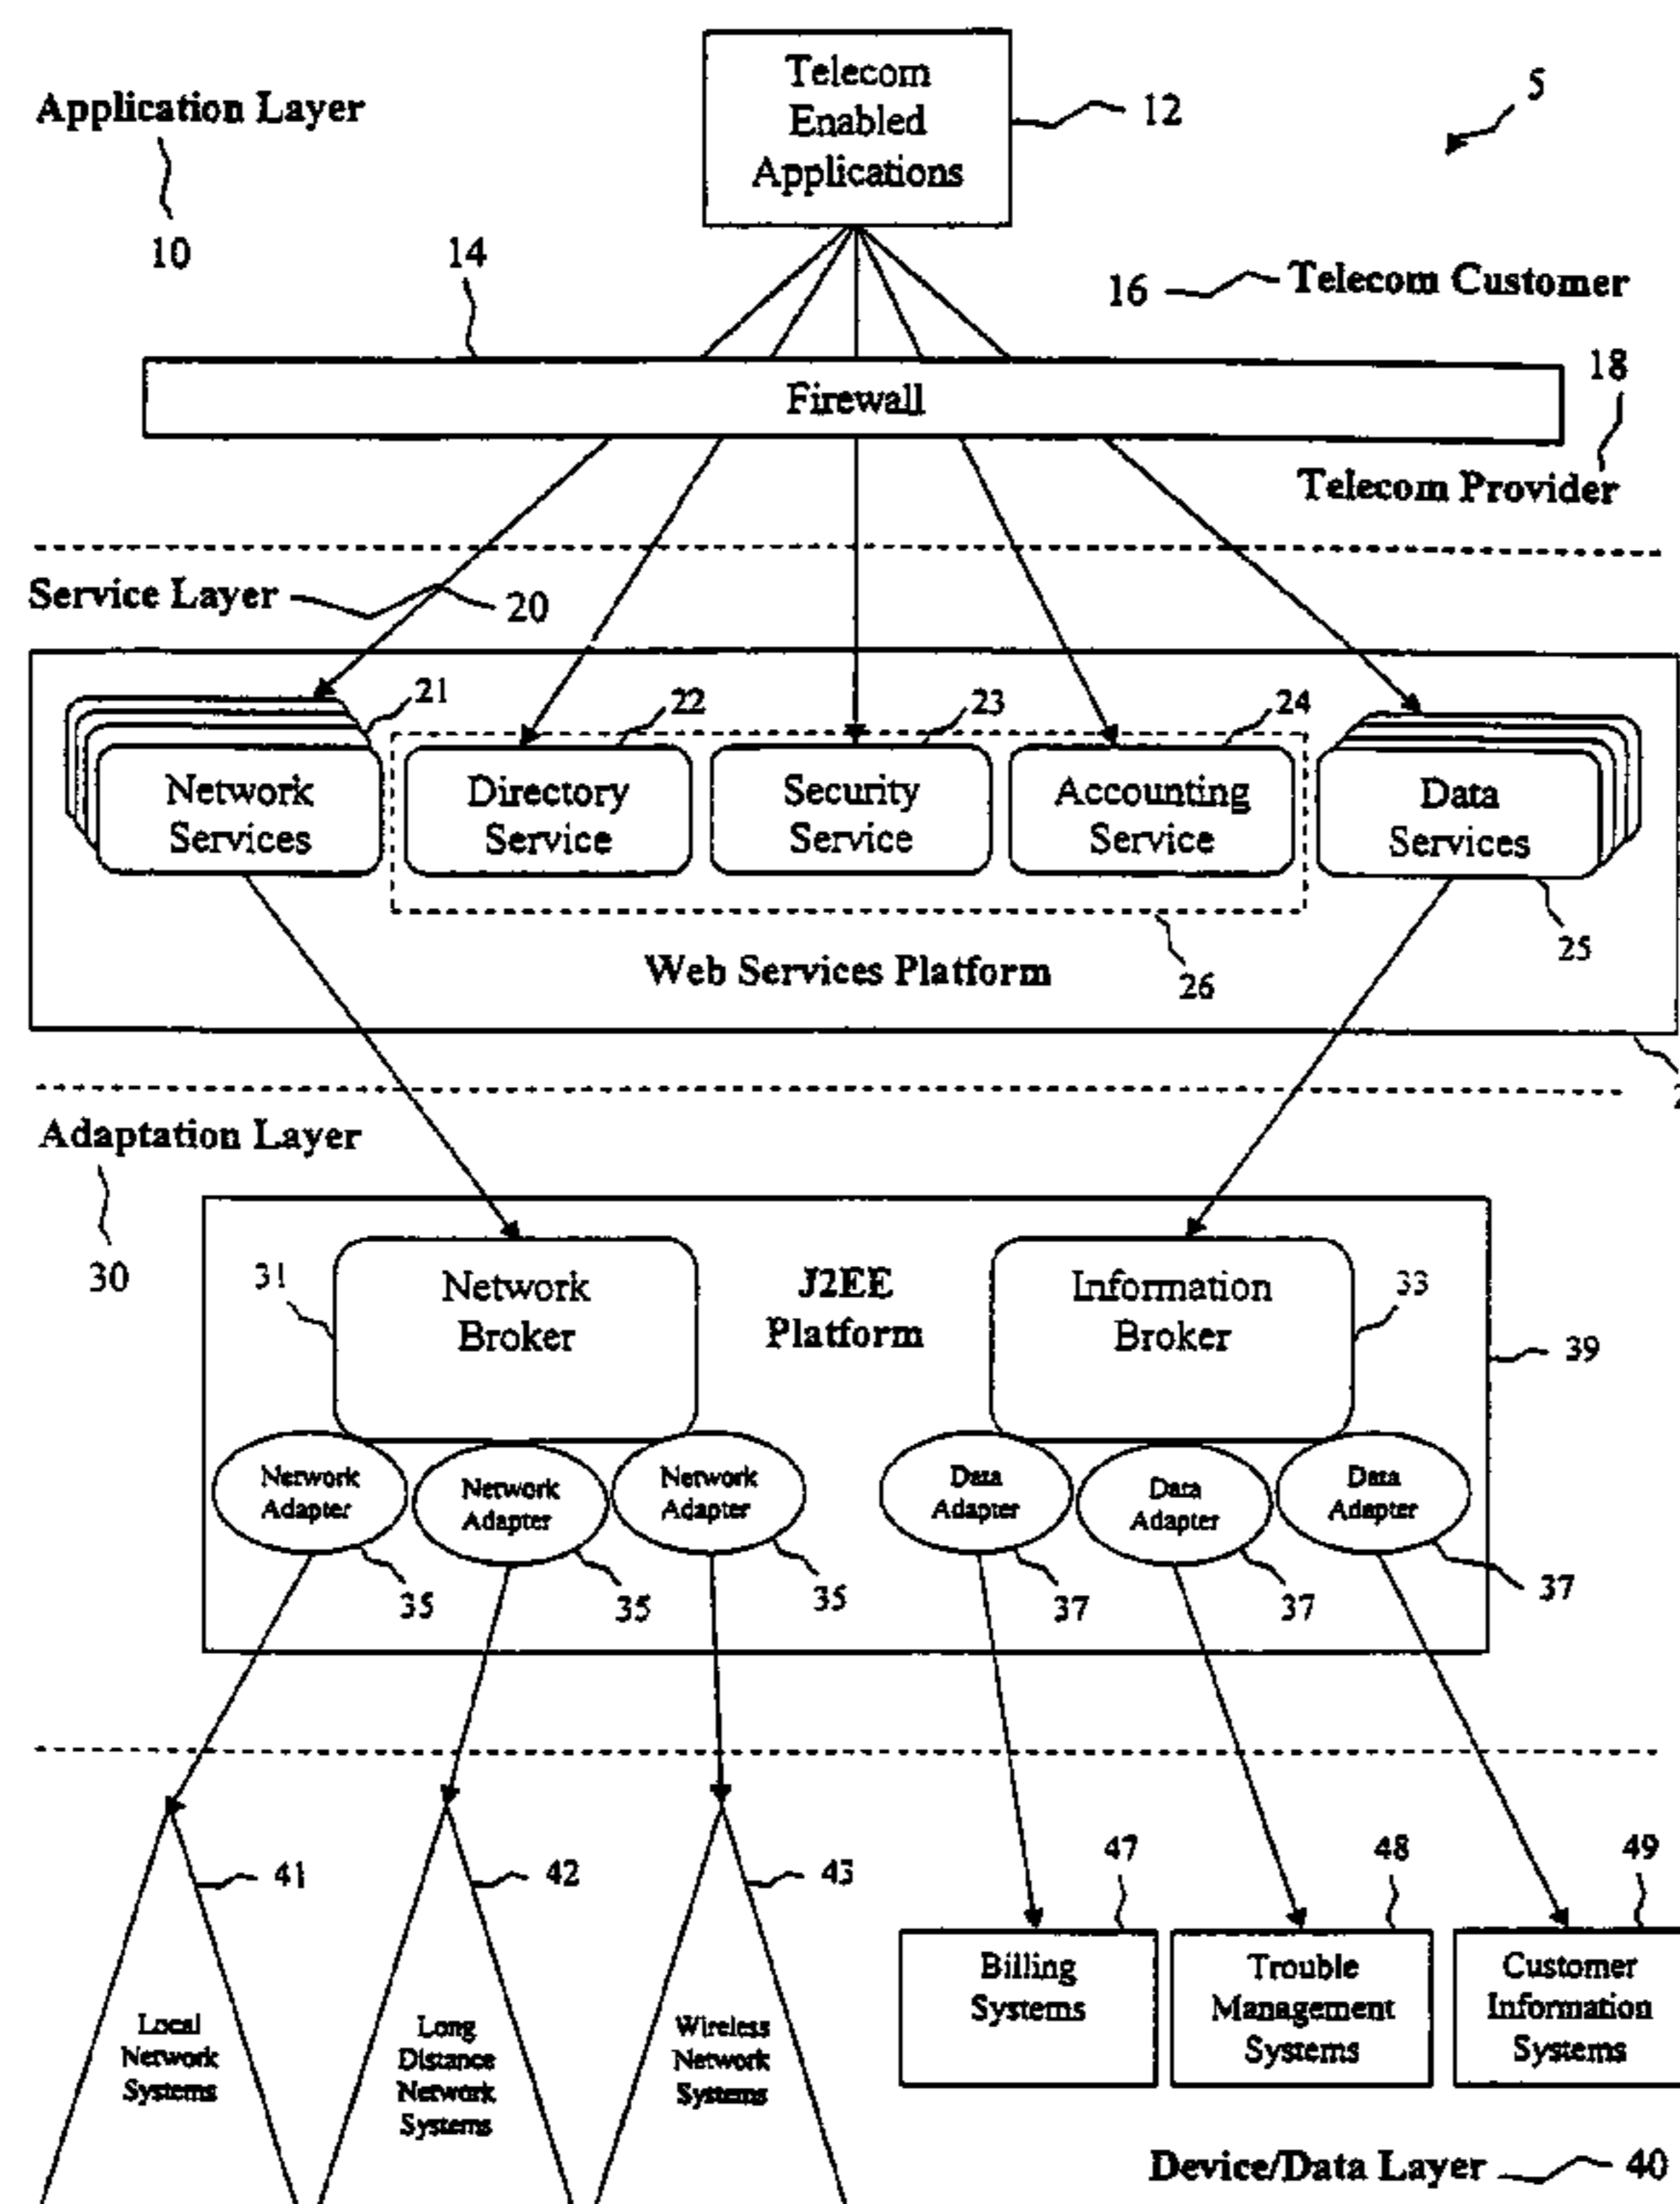 Telecom
Enabled
Applications
12
5
Application Layer
10
14
16
Telecom Customer
Firewall
18
Telecom Provider
Service Layer
20
21
22
23
24
Network
Services
Directory
Service
Security
Service
Accounting
Service
Data
Services
25
26
Web Services Platform
Adaptation Layer
30
31
Network
Broker
J2EE
Platform
Information
Broker
33
39
Network
Adapter
Network
Adapter
Network
Adapter
Data
Adapter
Data
Adapter
Data
Adapter
35
35
35
37
37
37
41
42
43
47
48
49
Local
Network
Systems
Long
Distance
Network
Systems
Wireless
Network
Systems
Billing
Systems
Trouble
Management
Systems
Customer
Information
Systems
Device/Data Layer
40